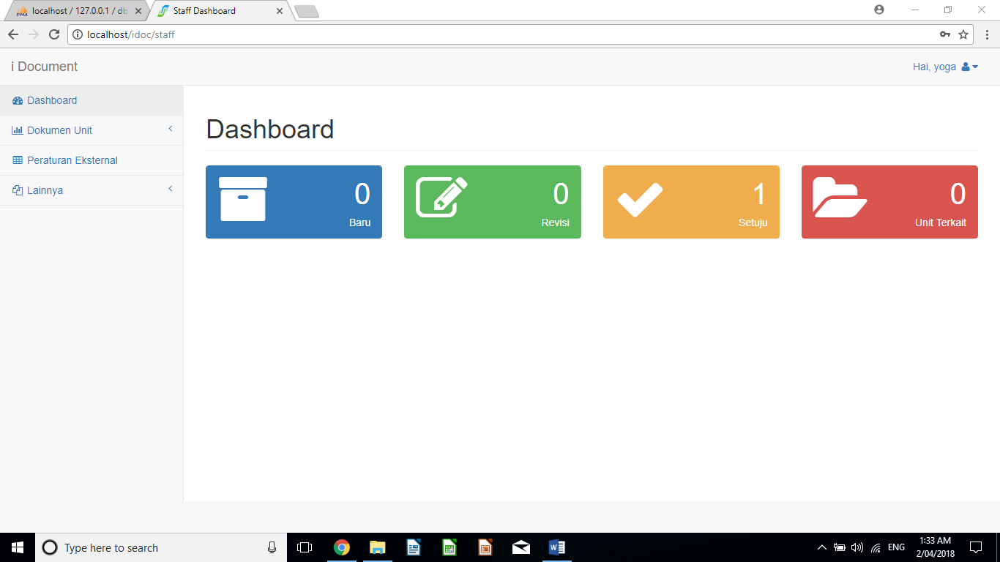 PMA
localhost / 127.0.0.1 / db
Staff Dashboard
localhost/idoc/staff
i Document
Hai, yoga
Dashboard
Dokumen Unit
Peraturan Eksternal
Lainnya
Dashboard
0
Baru
0
Revisi
1
Setuju
0
Unit Terkait
Type here to search
ENG
1:33 AM
2/04/2018